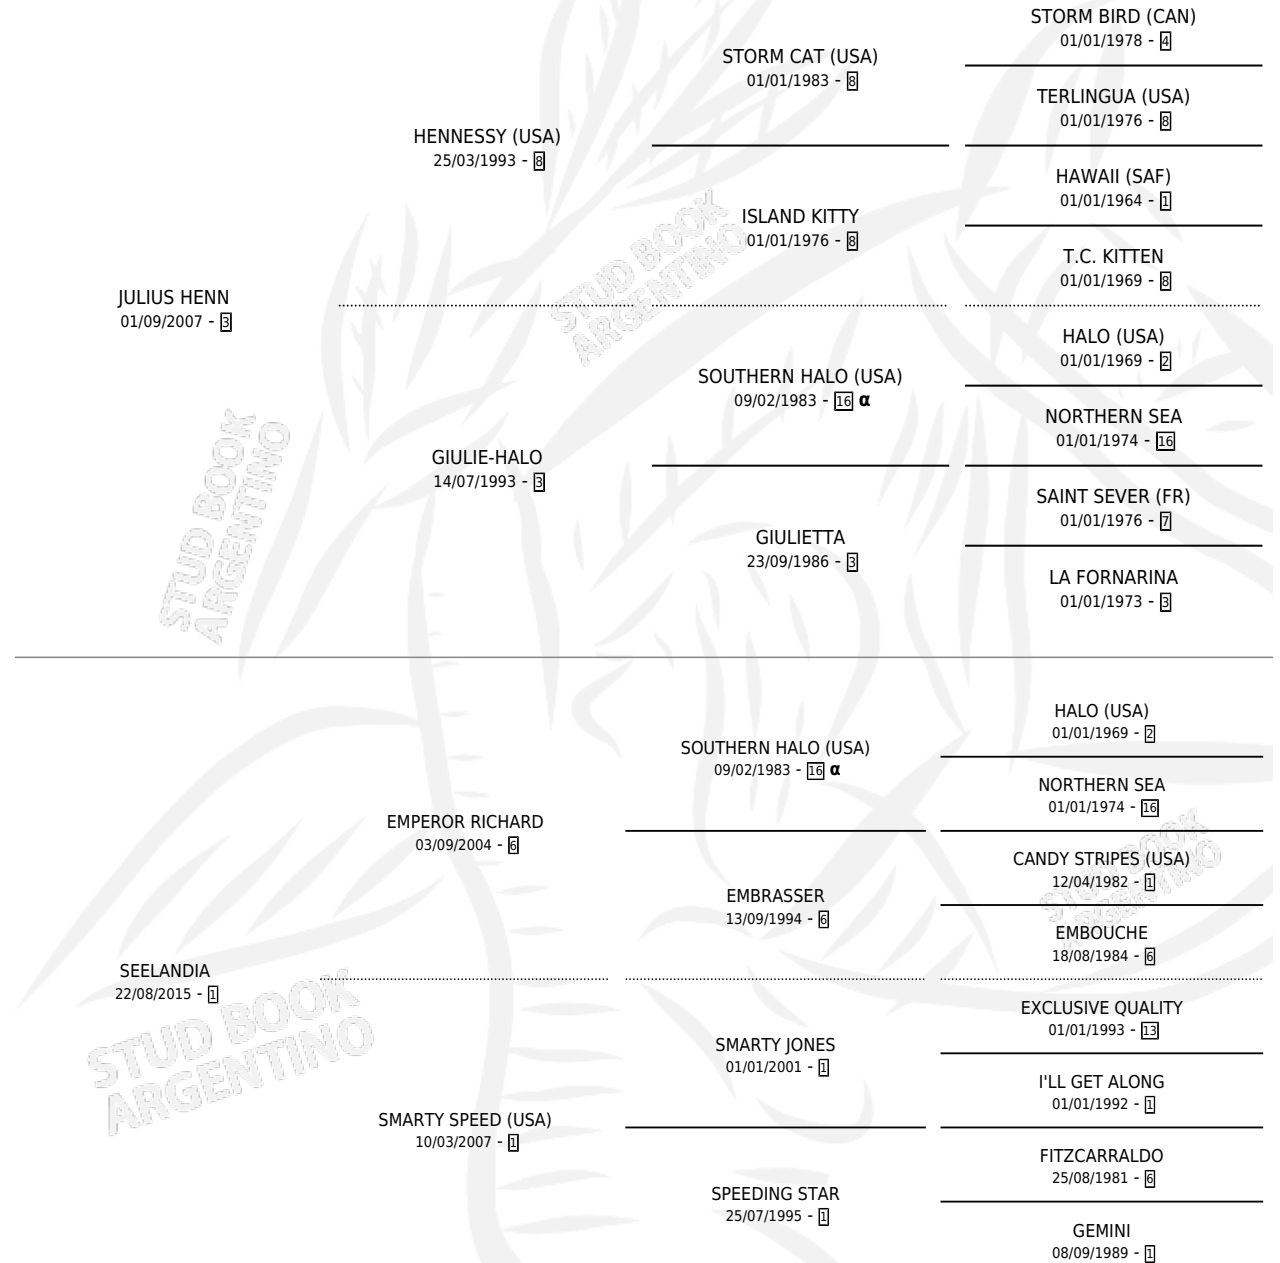 STORM BIRD (CAN)
01/01/1978 - 4
STORM CAT (USA)
01/01/1983 - 8
TERLINGUA (USA)
01/01/1976 - 8
HENNESSY (USA)
25/03/1993 - 8
HAWAII (SAF)
01/01/1964 - 1
ISLAND KITTY
01/01/1976 - 8
T.C. KITTEN
01/01/1969 - 8
JULIUS HENN
01/09/2007 - 3
HALO (USA)
01/01/1969 - 2
SOUTHERN HALO (USA)
09/02/1983 - 16 α
NORTHERN SEA
01/01/1974 - 16
GIULIE-HALO
14/07/1993 - 3
SAINT SEVER (FR)
01/01/1976 - 7
GIULIETTA
23/09/1986 - 3
LA FORNARINA
01/01/1973 - 3
HALO (USA)
01/01/1969 - 2
SOUTHERN HALO (USA)
09/02/1983 - 16 α
NORTHERN SEA
01/01/1974 - 16
EMPEROR RICHARD
03/09/2004 - 6
CANDY STRIPES (USA)
12/04/1982 - 1
EMBRASSER
13/09/1994 - 6
EMBOUCHE
18/08/1984 - 6
SEELANDIA
22/08/2015 - 1
EXCLUSIVE QUALITY
01/01/1993 - 13
SMARTY JONES
01/01/2001 - 1
I'LL GET ALONG
01/01/1992 - 1
SMARTY SPEED (USA)
10/03/2007 - 1
FITZCARRALDO
25/08/1981 - 6
SPEEDING STAR
25/07/1995 - 1
GEMINI
08/09/1989 - 1
STUD BOOK
ARGENTINO
STUD BOOK
ARGENTINO
STUD BOOK
ARGENTINO
STUD BOOK
ARGENTINO